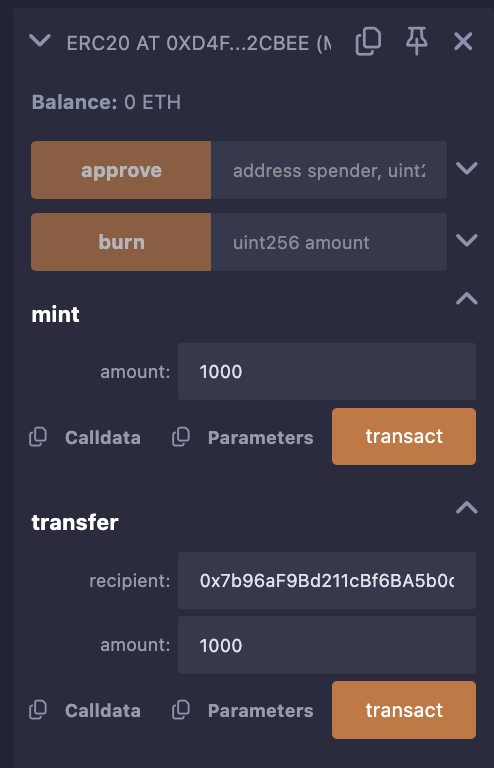 ERC20 AT 0XD4F...2CBEE (M
Balance: 0 ETH
approve address spender, uint2
burn uint256 amount
mint
amount: 1000
Calldata Parameters transact
transfer
recipient: 0x7b96aF9Bd211cBf6BA5b0c
amount: 1000
Calldata Parameters transact